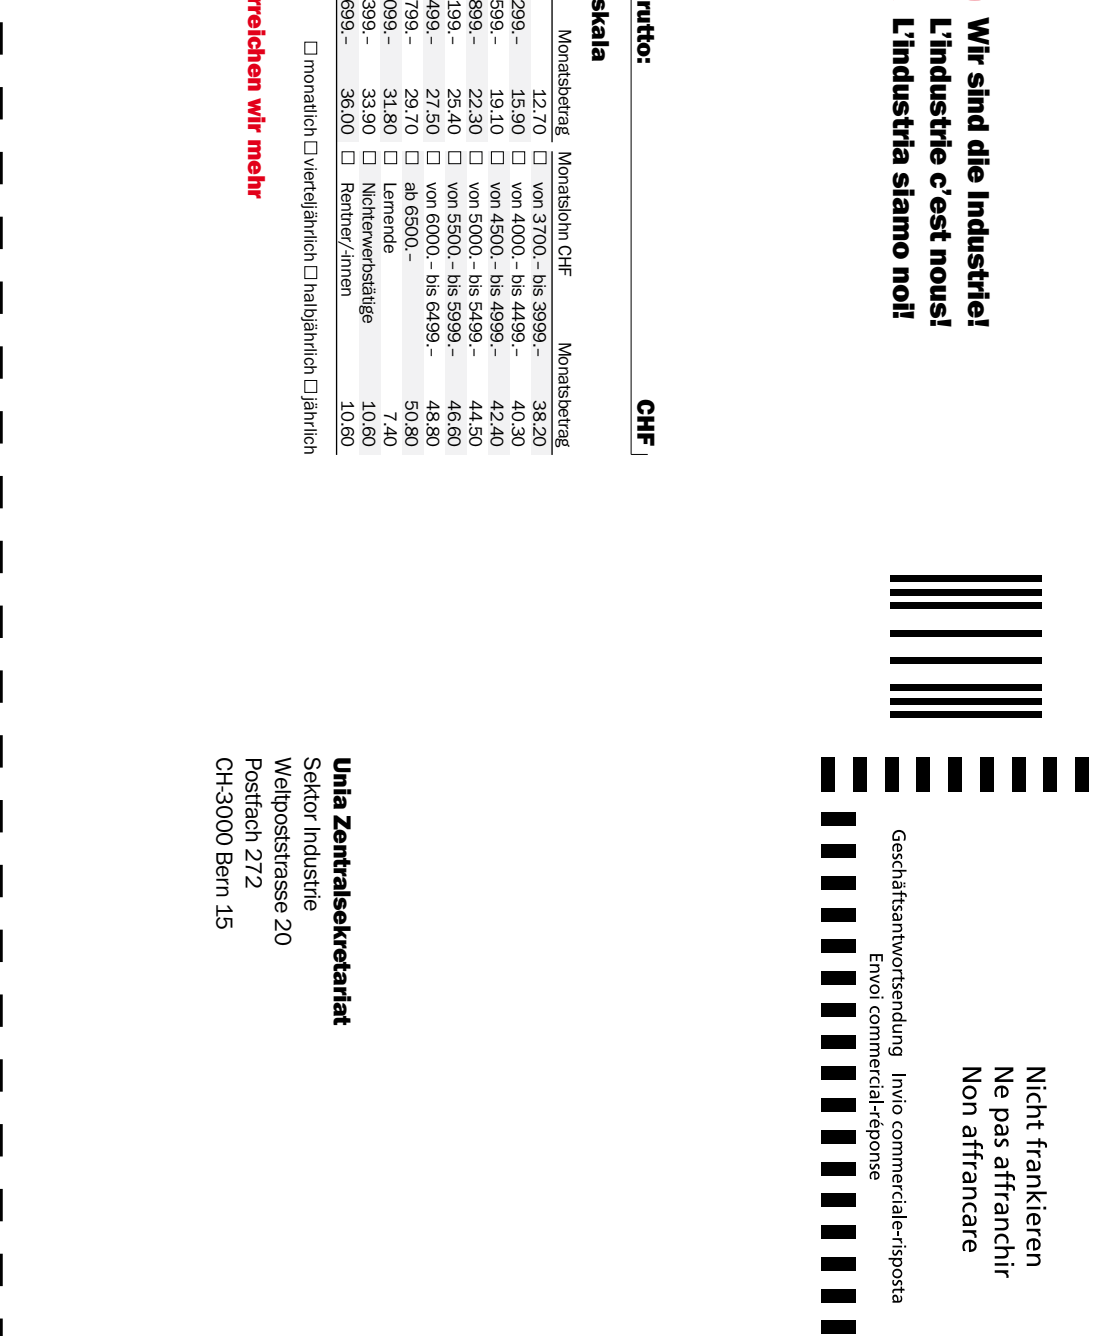 Wir sind die Industrie!
L'industrie c'est nous!
L'industria siamo noi!
rutto: CHF
skala
Monatsbetrag Monatslohn CHF Monatsbetrag
12.70 ☐ von 3700.– bis 3999.– 38.20
299.– 15.90 ☐ von 4000.– bis 4499.– 40.30
599.– 19.10 ☐ von 4500.– bis 4999.– 42.40
899.– 22.30 ☐ von 5000.– bis 5499.– 44.50
199.– 25.40 ☐ von 5500.– bis 5999.– 46.60
499.– 27.50 ☐ von 6000.– bis 6499.– 48.80
799.– 29.70 ☐ ab 6500.– 50.80
099.– 31.80 ☐ Lernende 7.40
399.– 33.90 ☐ Nichterwerbstätige 10.60
699.– 36.00 ☐ Rentner/-innen 10.60
☐ monatlich ☐ vierteljährlich ☐ halbjährlich ☐ jährlich
rreichen wir mehr
Nicht frankieren
Ne pas affranchir
Non affrancare
Geschäftsantwortsendung Invio commerciale-risposta
Envoi commercial-réponse
Unia Zentralsekretariat
Sektor Industrie
Weltpoststrasse 20
Postfach 272
CH-3000 Bern 15